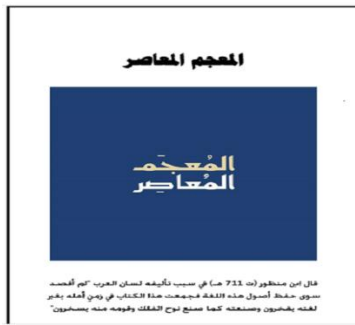 المعجم المعاصر
المُعجَم
المُعاصِر
قال ابن منظور (ت 711 هـ) في سبب تأليفه لسان العرب "لم أقصد
سوى حفظ أصول هذه اللغة فجمعت هذا الكتاب في زمنٍ أهله بغير
لغته يفخرون وصنعته كما صنع نوح الفلك وقومه منه يسخرون"